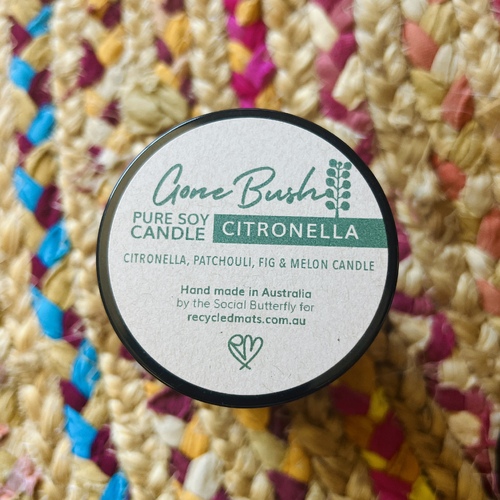 Gone Bush
PURE SOY
CANDLE
CITRONELLA
CITRONELLA, PATCHOULI, FIG & MELON CANDLE
Hand made in Australia
by the Social Butterfly for
recycledmats.com.au
RM